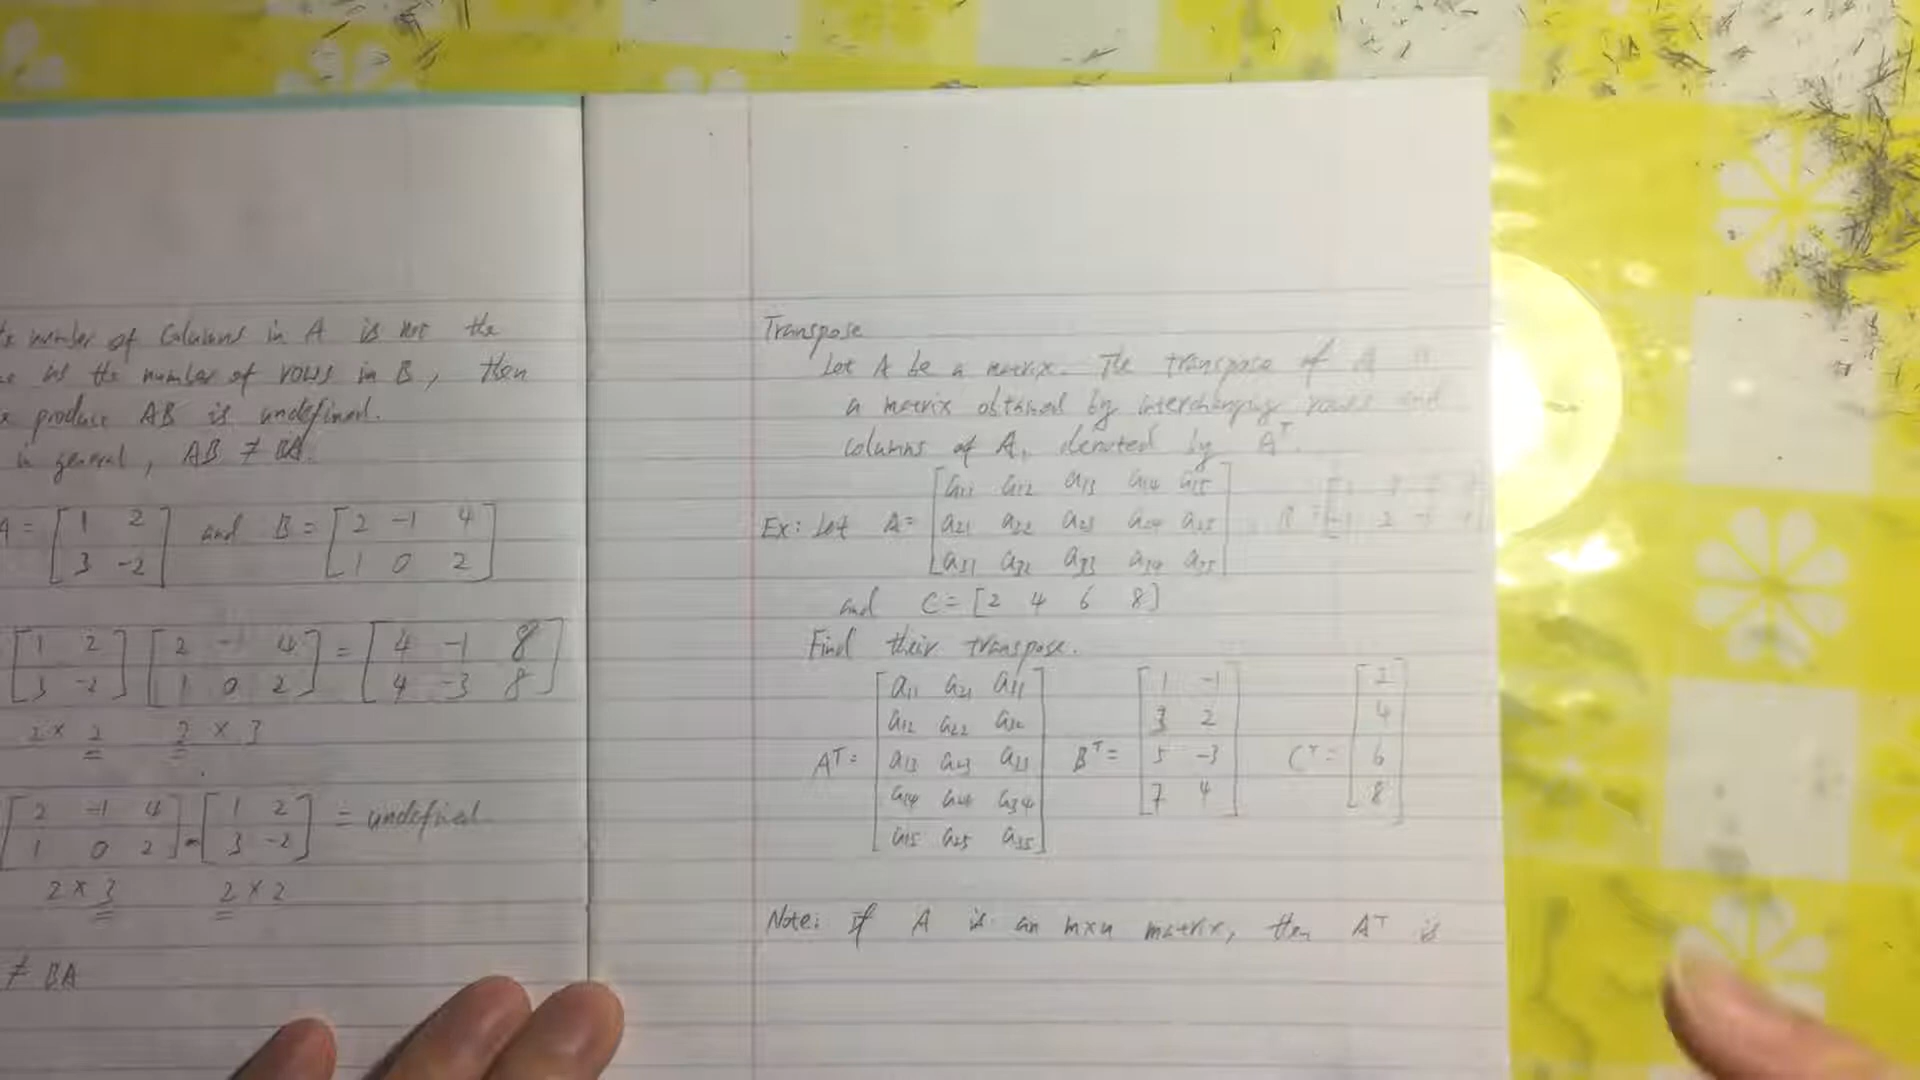 number of Columns in A is not the
as the number of rows in B, then
produce AB is undefined.
in general, AB ≠ BA.
A = [1 2
3 -2] and B = [2 -1 4
1 0 2]
[1 2
3 -2] [2 -1 4
1 0 2] = [4 -1 8
4 -3 8]
2 × 2 2 × 3
[2 -1 4
1 0 2] · [1 2
3 -2] = undefined
2 × 3 2 × 2
≠ BA
Transpose
Let A be a matrix. The transpose of A is
a matrix obtained by interchanging rows and
columns of A, denoted by Aᵀ.
Ex: Let A = [a11 a12 a13 a14 a15
a21 a22 a23 a24 a25
a31 a32 a33 a34 a35] B =
and C = [2 4 6 8]
Find their transpose.
Aᵀ = [a11 a21 a31
a12 a22 a32
a13 a23 a33
a14 a24 a34
a15 a25 a35] Bᵀ = [1 -1
3 2
5 -3
7 4] Cᵀ = [2
4
6
8]
Note: If A is an m×n matrix, then Aᵀ is